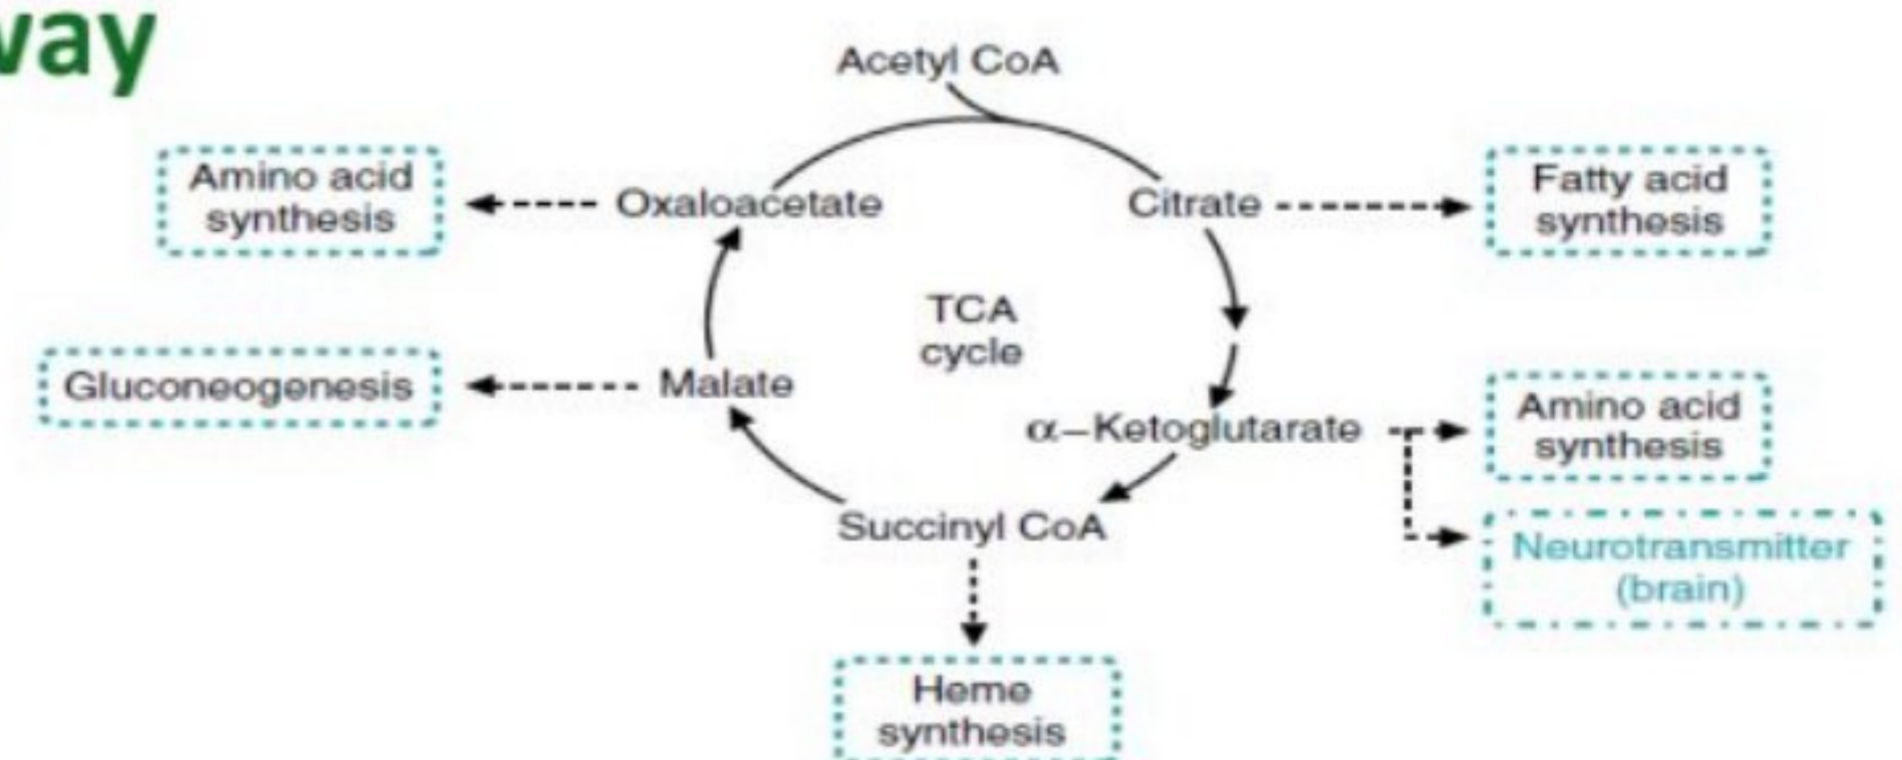 way
Acetyl CoA
Amino acid
synthesis
Oxaloacetate
Citrate
Fatty acid
synthesis
TCA
cycle
Gluconeogenesis
Malate
α–Ketoglutarate
Amino acid
synthesis
Succinyl CoA
Neurotransmitter
(brain)
Heme
synthesis